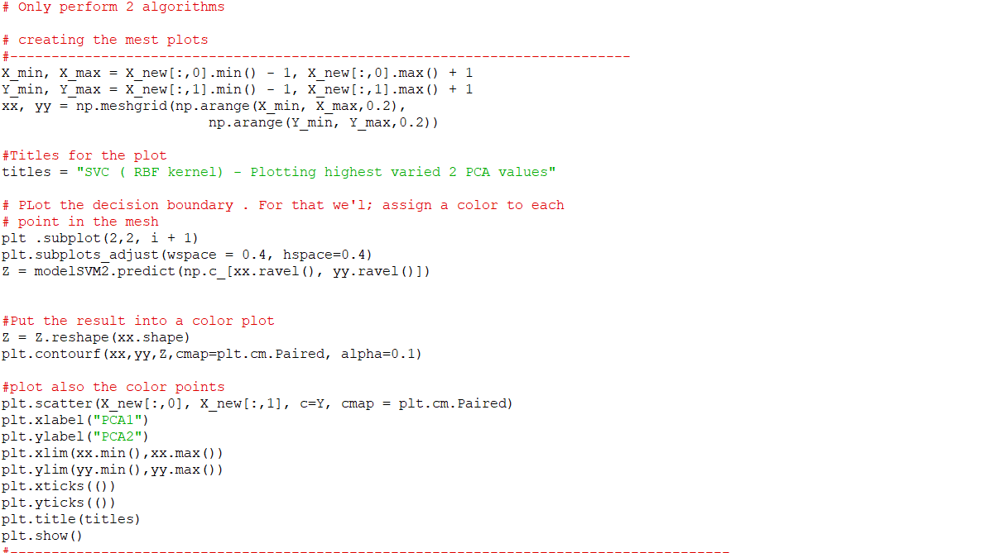 # Only perform 2 algorithms
# creating the mest plots
#---------------------------------------------------------------------------
X_min, X_max = X_new[:,0].min() - 1, X_new[:,0].max() + 1
Y_min, Y_max = X_new[:,1].min() - 1, X_new[:,1].max() + 1
xx, yy = np.meshgrid(np.arange(X_min, X_max,0.2),
                         np.arange(Y_min, Y_max,0.2))
#Titles for the plot
titles = "SVC ( RBF kernel) - Plotting highest varied 2 PCA values"
# PLot the decision boundary . For that we'l; assign a color to each
# point in the mesh
plt .subplot(2,2, i + 1)
plt.subplots_adjust(wspace = 0.4, hspace=0.4)
Z = modelSVM2.predict(np.c_[xx.ravel(), yy.ravel()])
#Put the result into a color plot
Z = Z.reshape(xx.shape)
plt.contourf(xx,yy,Z,cmap=plt.cm.Paired, alpha=0.1)
#plot also the color points
plt.scatter(X_new[:,0], X_new[:,1], c=Y, cmap = plt.cm.Paired)
plt.xlabel("PCA1")
plt.ylabel("PCA2")
plt.xlim(xx.min(),xx.max())
plt.ylim(yy.min(),yy.max())
plt.xticks(())
plt.yticks(())
plt.title(titles)
plt.show()
#---------------------------------------------------------------------------------------